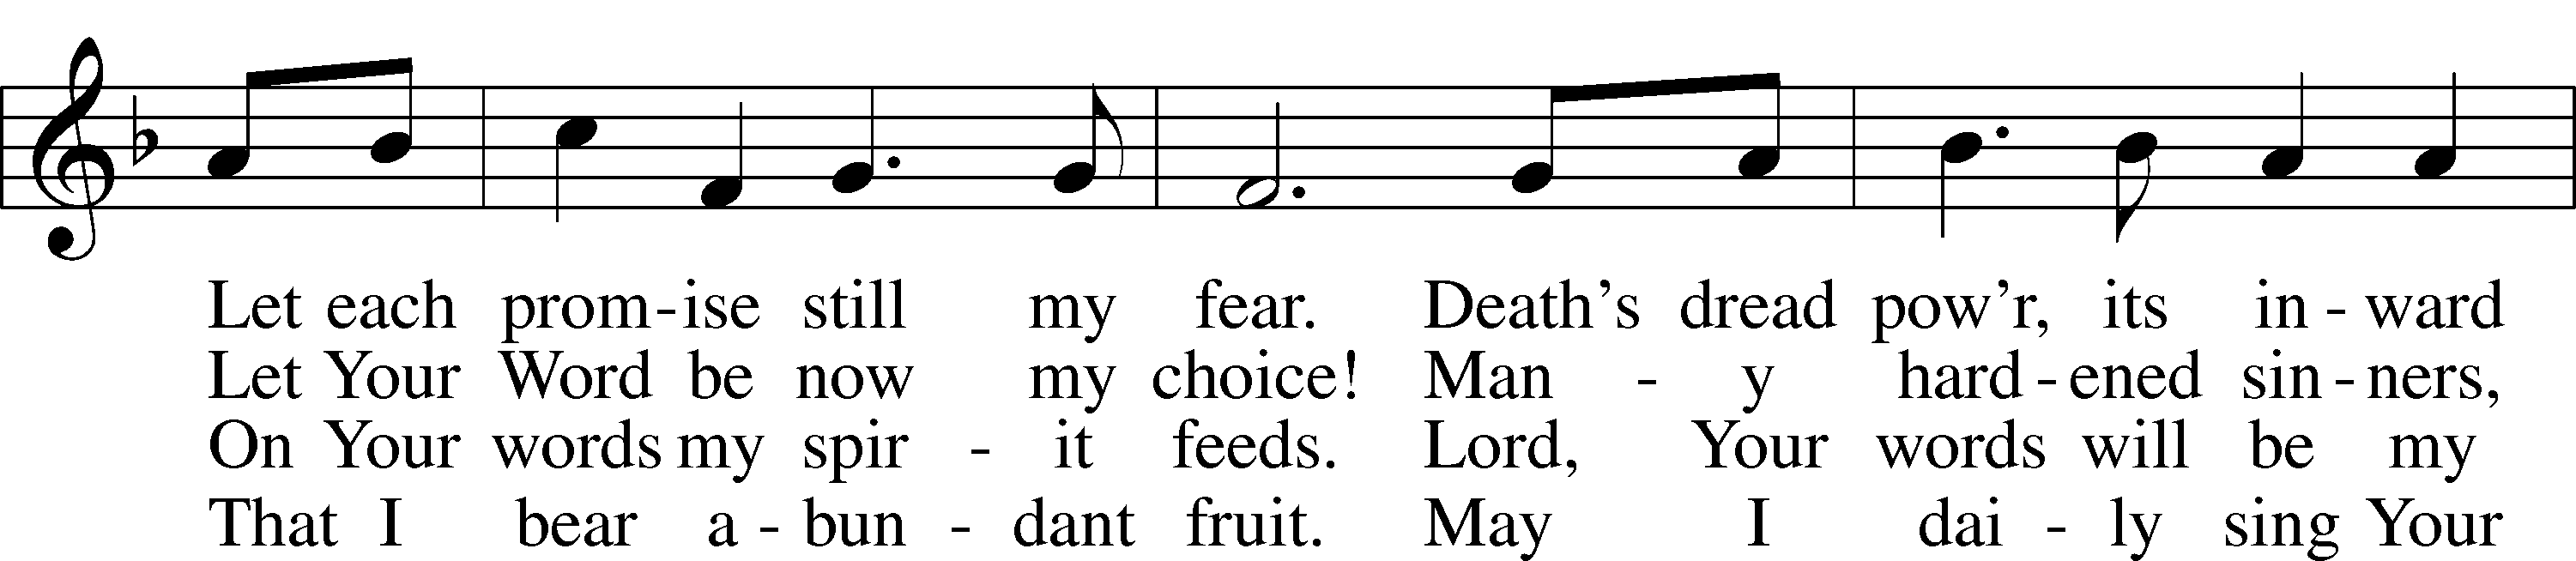 Let each prom-ise still my fear. Death's dread pow'r, its in - ward
Let Your Word be now my choice! Man - y hard - ened sin - ners,
On Your words my spir - it feeds. Lord, Your words will be my
That I bear a - bun - dant fruit. May I dai - ly sing Your